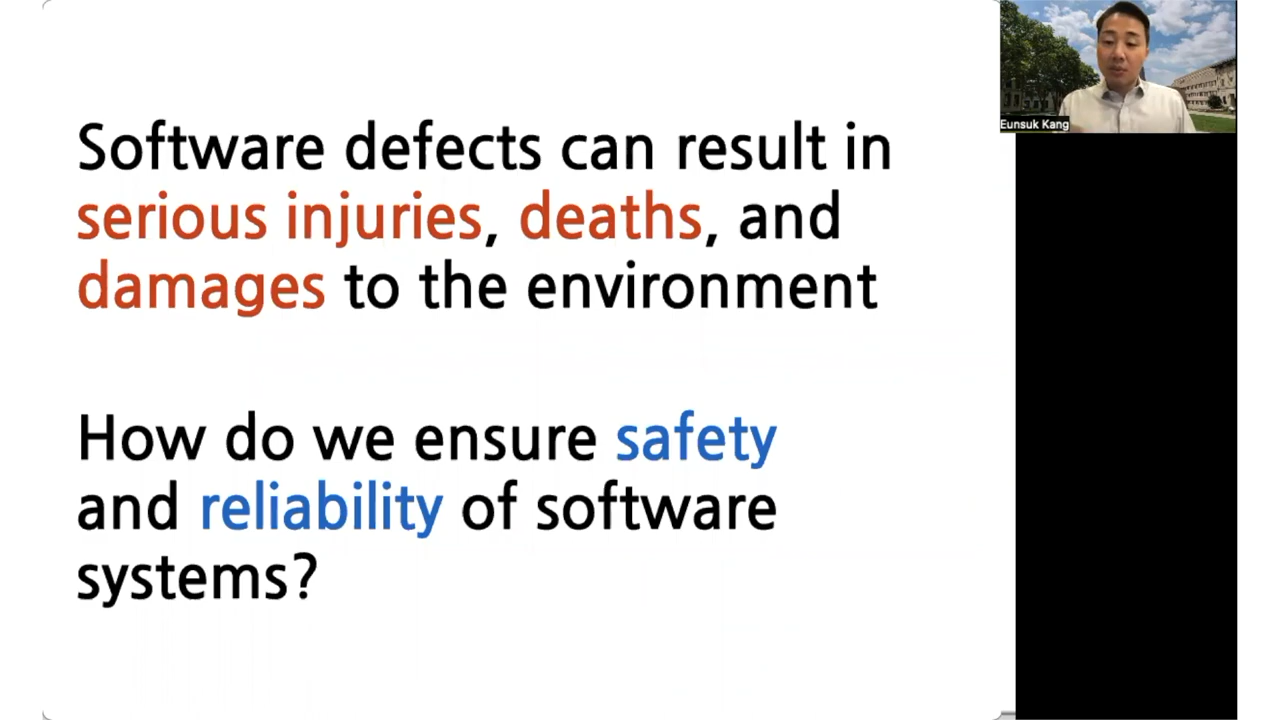 Software defects can result in
serious injuries, deaths, and
damages to the environment
How do we ensure safety
and reliability of software
systems?
Eunsuk Kang